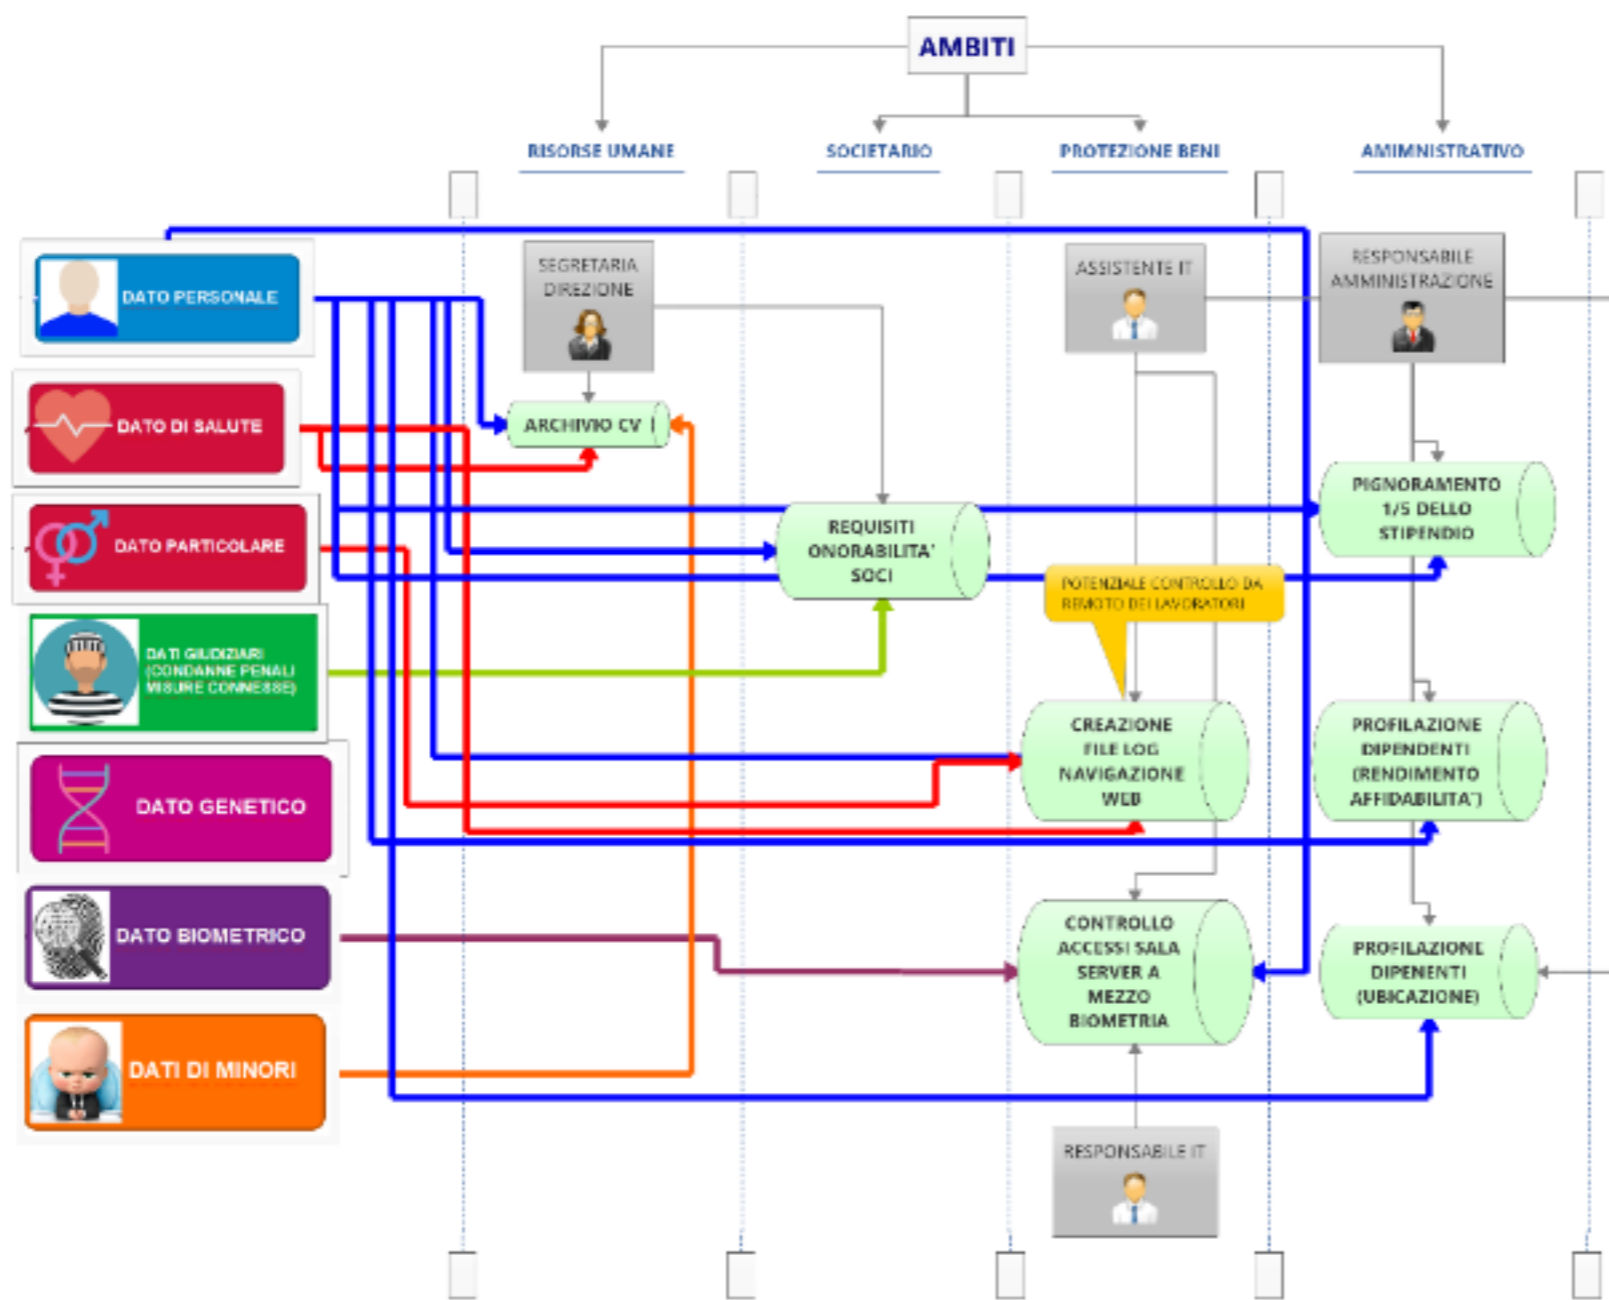 AMBITI
RISORSE UMANE
SOCIETARIO
PROTEZIONE BENI
AMIMNISTRATIVO
DATO PERSONALE
SEGRETARIA
DIREZIONE
ASSISTENTE IT
RESPONSABILE
AMMINISTRAZIONE
DATO DI SALUTE
ARCHIVIO CV
DATO PARTICOLARE
REQUISITI
ONORABILITA'
SOCI
PIGNORAMENTO
1/5 DELLO
STIPENDIO
POTENZIALE CONTROLLO DA
REMOTO DEI LAVORATORI
DATI GIUDIZIARI
(CONDANNE PENALI
MISURE CONNESSE)
CREAZIONE
FILE LOG
NAVIGAZIONE
WEB
PROFILAZIONE
DIPENDENTI
(RENDIMENTO
AFFIDABILITA')
DATO GENETICO
DATO BIOMETRICO
CONTROLLO
ACCESSI SALA
SERVER A
MEZZO
BIOMETRIA
PROFILAZIONE
DIPENENTI
(UBICAZIONE)
DATI DI MINORI
RESPONSABILE IT